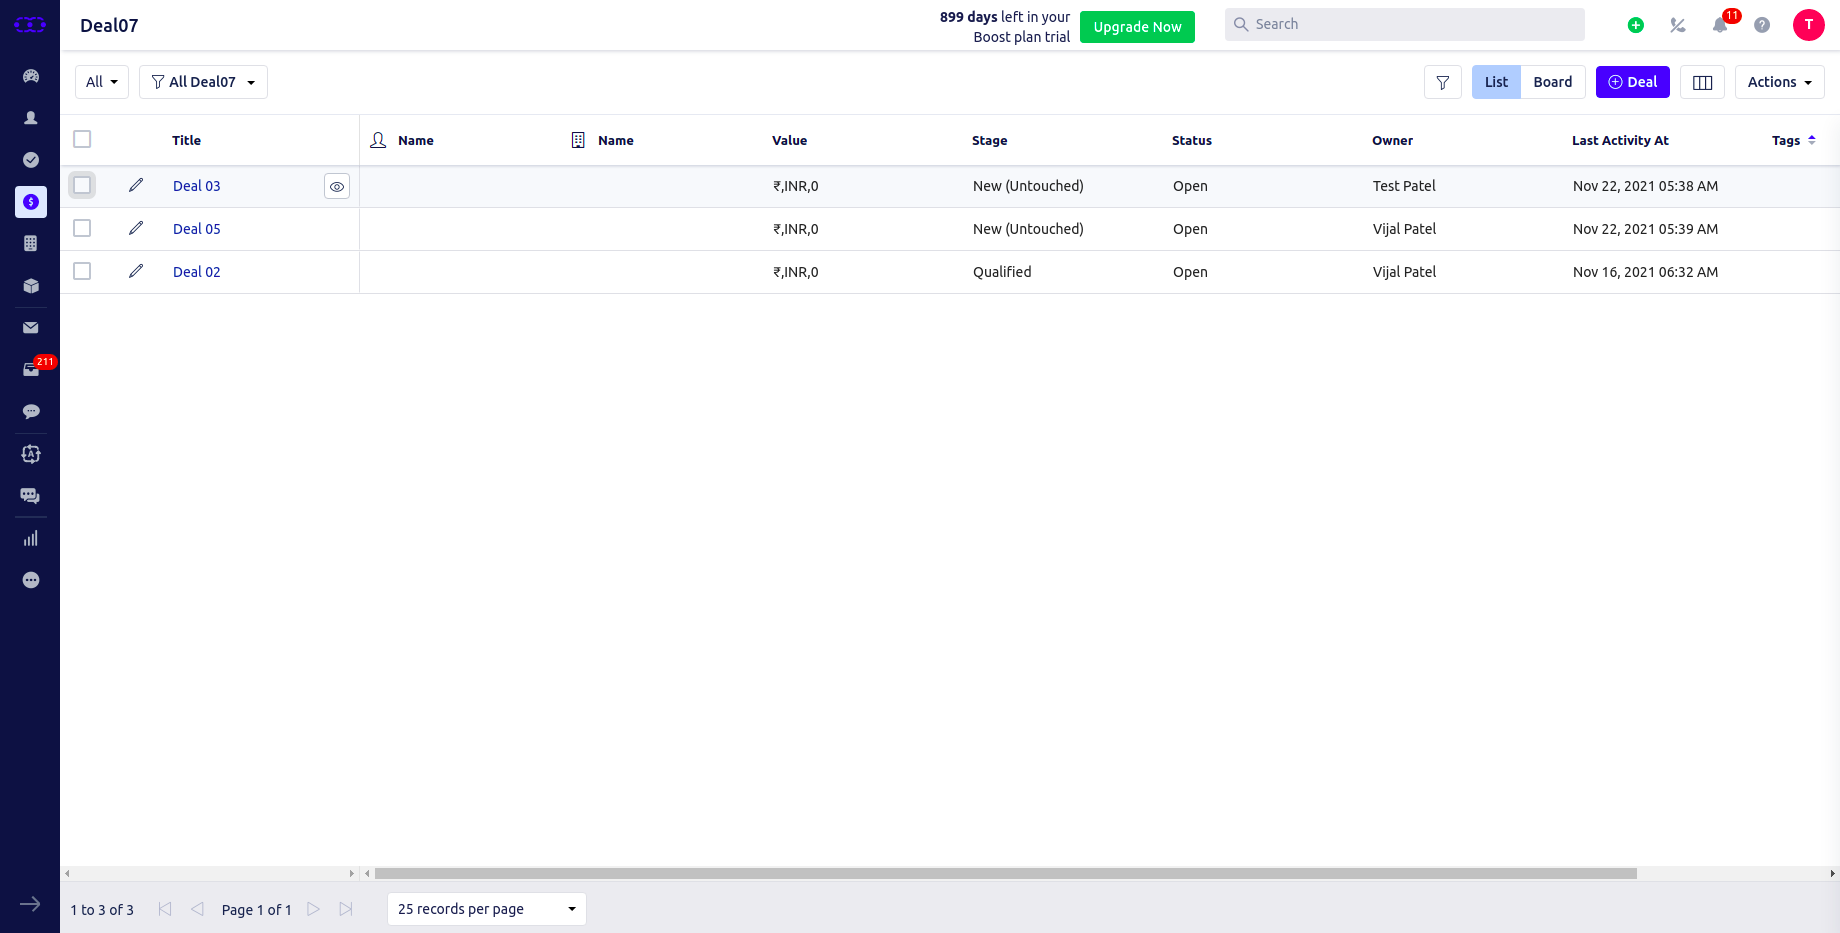 Deal07
899 days left in your
Boost plan trial
Upgrade Now
Search
11
T
All
All Deal07
List
Board
Deal
Actions
Title
Name
Name
Value
Stage
Status
Owner
Last Activity At
Tags
Deal 03
₹,INR,0
New (Untouched)
Open
Test Patel
Nov 22, 2021 05:38 AM
Deal 05
₹,INR,0
New (Untouched)
Open
Vijal Patel
Nov 22, 2021 05:39 AM
Deal 02
₹,INR,0
Qualified
Open
Vijal Patel
Nov 16, 2021 06:32 AM
211
1 to 3 of 3
Page 1 of 1
25 records per page